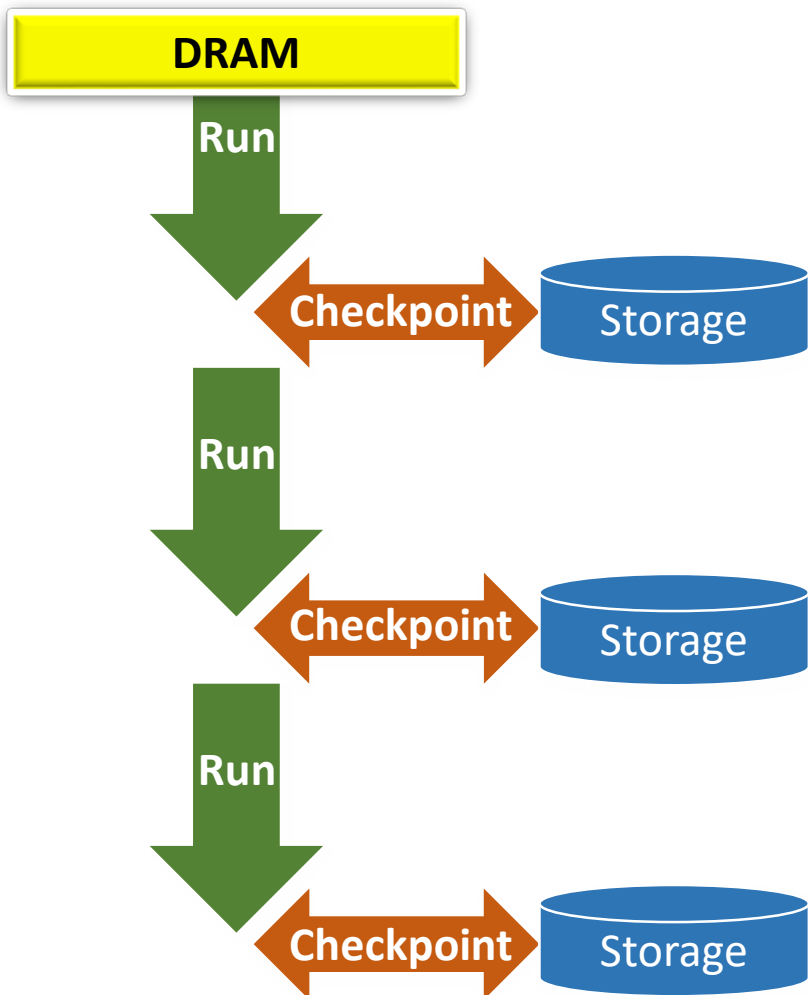 DRAM
Run
Checkpoint
Storage
Run
Checkpoint
Storage
Run
Checkpoint
Storage